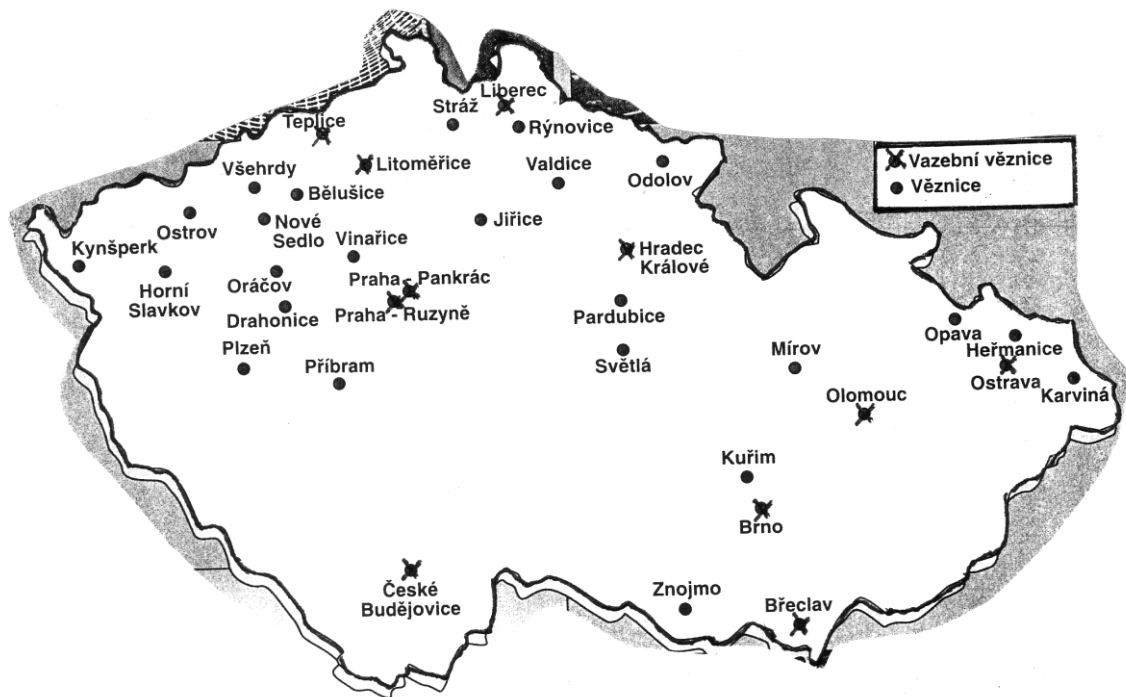 Liberec
Stráž
Teplice
Rýnovice
Vazební věznice
Věznice
Litoměřice
Valdice
Odolov
Všehrdy
Bělušice
Ostrov
Nové
Sedlo
Jiřice
Vinařice
Hradec
Králové
Kynšperk
Horní
Slavkov
Oráčov
Praha - Pankrác
Praha - Ruzyně
Drahonice
Pardubice
Opava
Heřmanice
Plzeň
Příbram
Světlá
Mírov
Ostrava
Karviná
Olomouc
Kuřim
Brno
České
Budějovice
Znojmo
Břeclav